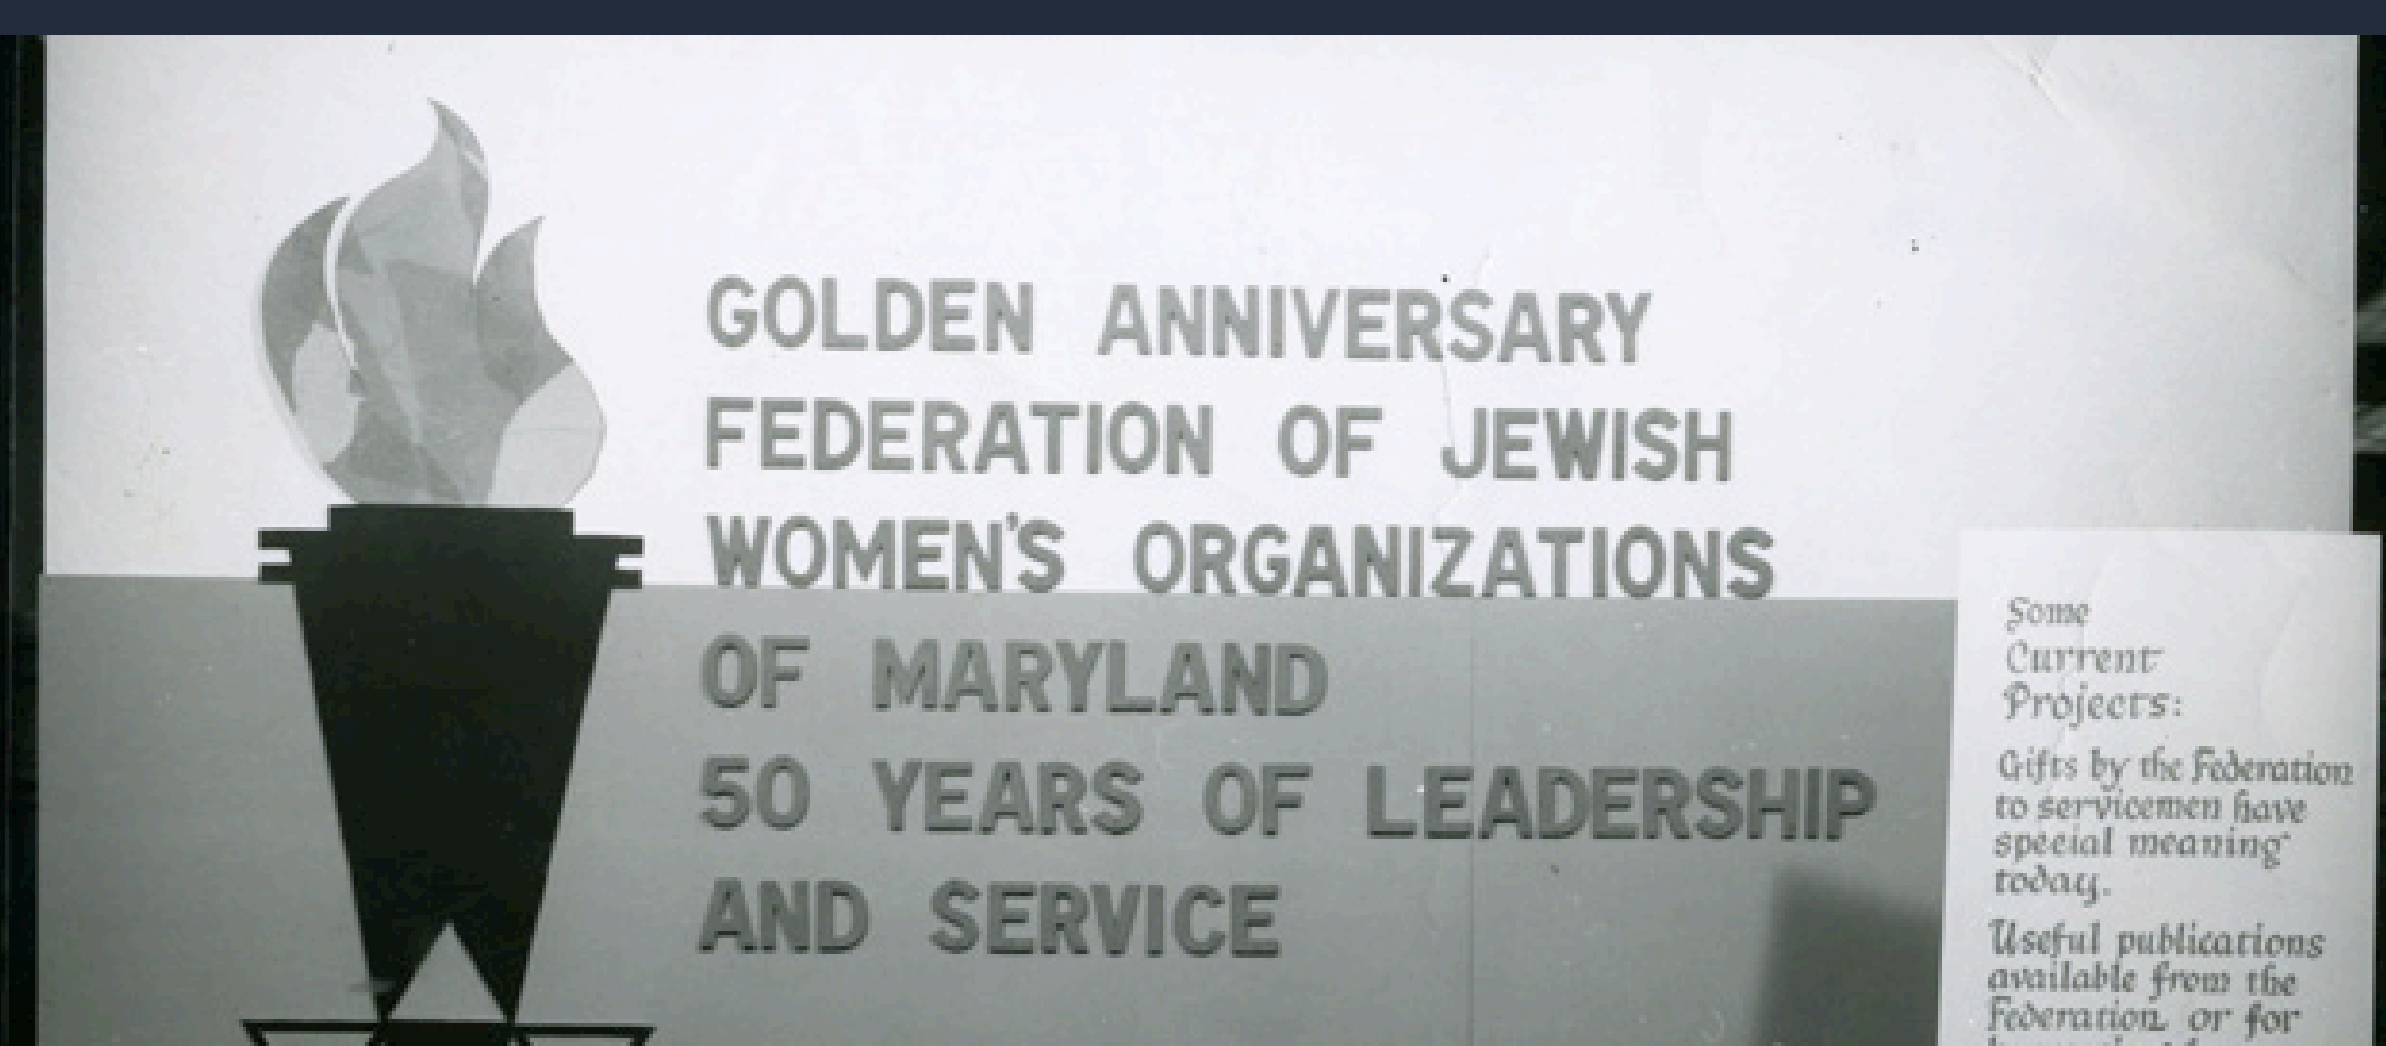 GOLDEN ANNIVERSARY
FEDERATION OF JEWISH
WOMEN'S ORGANIZATIONS
OF MARYLAND
50 YEARS OF LEADERSHIP
AND SERVICE
Some
Current
Projects:
Gifts by the Federation
to servicemen have
special meaning
today.
Useful publications
available from the
Federation or for